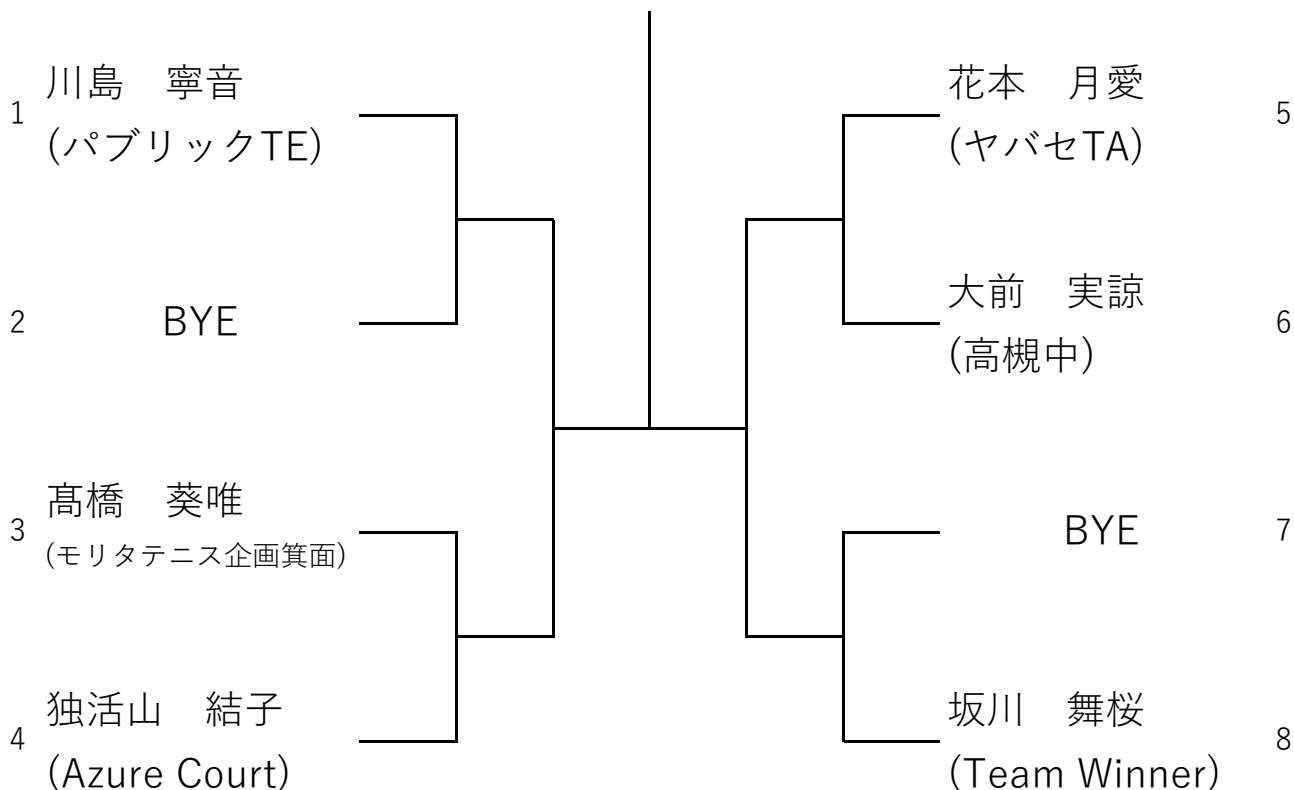 1
川島　寧音
(パブリックTE)
2
BYE
3
髙橋　葵唯
(モリタテニス企画箕面)
4
独活山　結子
(Azure Court)
花本　月愛
(ヤバセTA)
5
大前　実諒
(高槻中)
6
BYE
7
坂川　舞桜
(Team Winner)
8